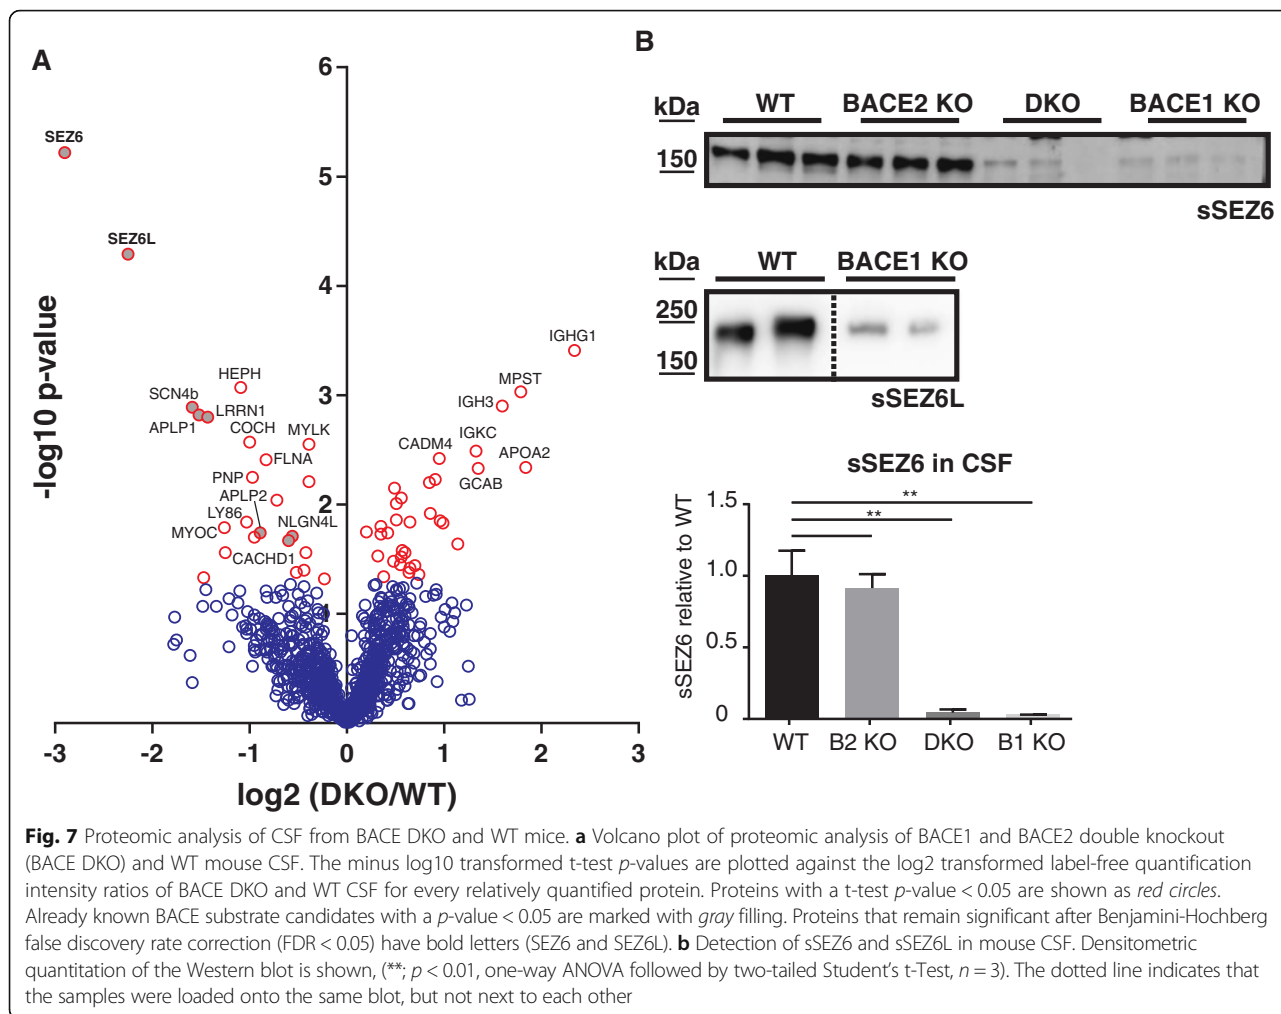 A
6
5
4
3
2
1
-3
-2
-1
0
1
2
3
-log10 p-value
log2 (DKO/WT)
SEZ6
SEZ6L
IGHG1
HEPH
MPST
SCN4b
IGH3
LRRN1
APLP1
COCH
MYLK
CADM4
IGKC
APOA2
FLNA
GCAB
PNP
APLP2
LY86
NLGN4L
MYOC
CACHD1
B
kDa
WT
BACE2 KO
DKO
BACE1 KO
150
sSEZ6
kDa
WT
BACE1 KO
250
150
sSEZ6L
sSEZ6 in CSF
sSEZ6 relative to WT
1.5
1.0
0.5
0
**
**
WT
B2 KO
DKO
B1 KO
Fig. 7 Proteomic analysis of CSF from BACE DKO and WT mice. a Volcano plot of proteomic analysis of BACE1 and BACE2 double knockout
(BACE DKO) and WT mouse CSF. The minus log10 transformed t-test p-values are plotted against the log2 transformed label-free quantification
intensity ratios of BACE DKO and WT CSF for every relatively quantified protein. Proteins with a t-test p-value < 0.05 are shown as red circles.
Already known BACE substrate candidates with a p-value < 0.05 are marked with gray filling. Proteins that remain significant after Benjamini-Hochberg
false discovery rate correction (FDR < 0.05) have bold letters (SEZ6 and SEZ6L). b Detection of sSEZ6 and sSEZ6L in mouse CSF. Densitometric
quantitation of the Western blot is shown, (**; p < 0.01, one-way ANOVA followed by two-tailed Student's t-Test, n = 3). The dotted line indicates that
the samples were loaded onto the same blot, but not next to each other